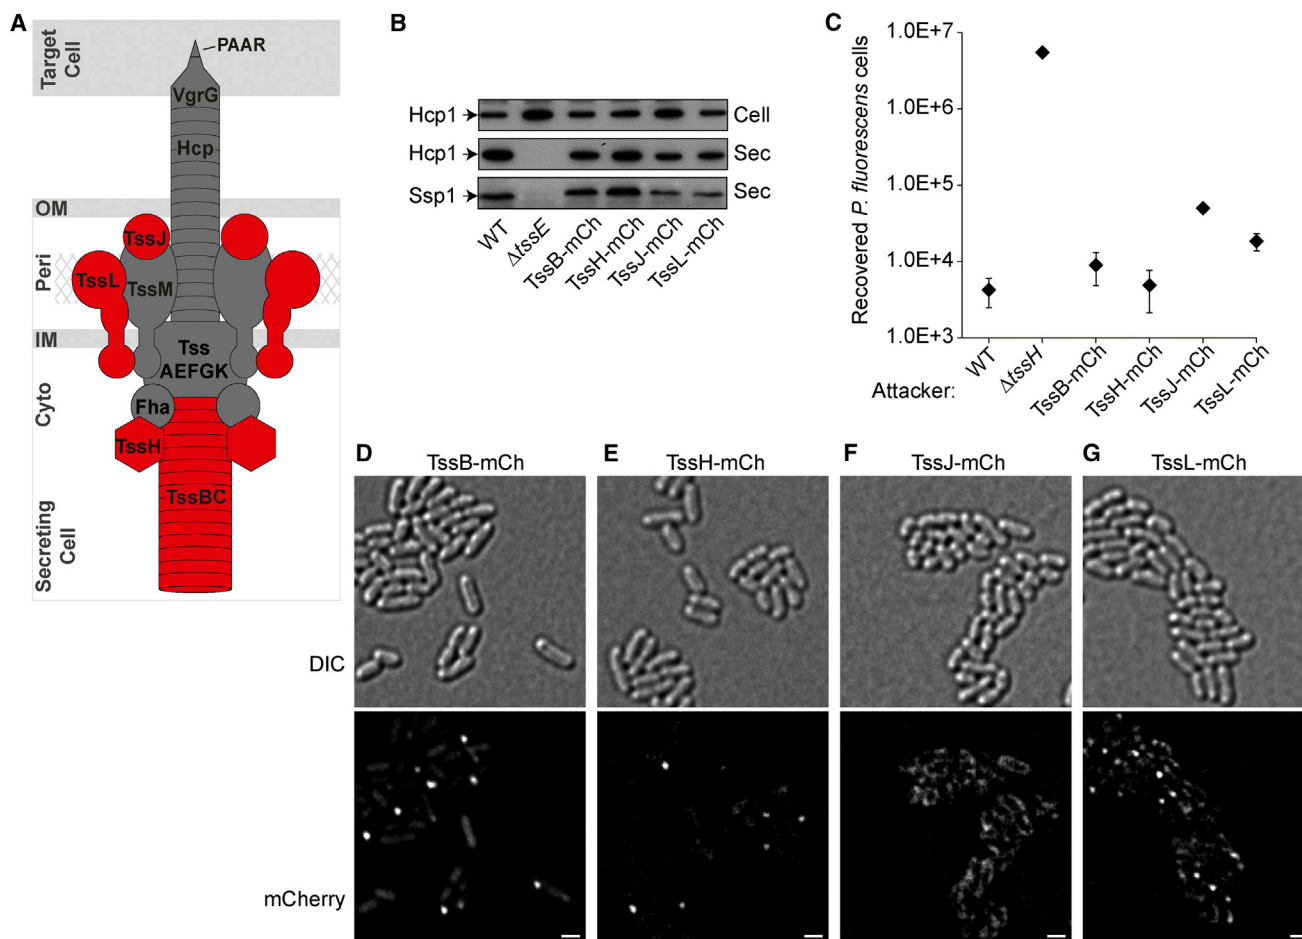 A
Target
Cell
PAAR
VgrG
Hcp
OM
TssJ
Peri
TssL
TssM
IM
Tss
AEFGK
Cyto
Fha
TssH
TssBC
Secreting
Cell
B
Hcp1
Cell
Hcp1
Sec
Ssp1
Sec
WT
ΔtssE
TssB-mCh
TssH-mCh
TssJ-mCh
TssL-mCh
C
Recovered P. fluorescens cells
1.0E+7
1.0E+6
1.0E+5
1.0E+4
1.0E+3
Attacker:
WT
ΔtssH
TssB-mCh
TssH-mCh
TssJ-mCh
TssL-mCh
D
TssB-mCh
E
TssH-mCh
F
TssJ-mCh
G
TssL-mCh
DIC
mCherry